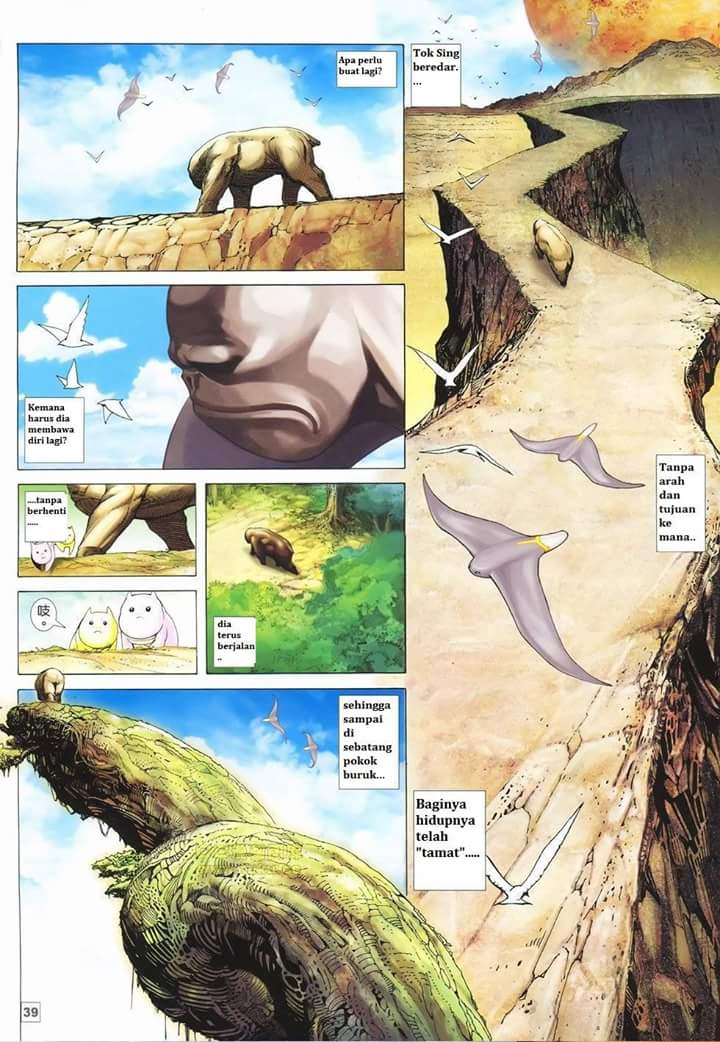 Tok Sing
beredar.
...
Tanpa
arah
dan
tujuan
ke
mana..
Baginya
hidupnya
telah
"tamat".....
Apa perlu
buat lagi?
Kemana
harus dia
membawa
diri lagi?
....tanpa
berhenti
.....
吱。
dia
terus
berjalan
..
sehingga
sampai
di
sebatang
pokok
buruk...
39